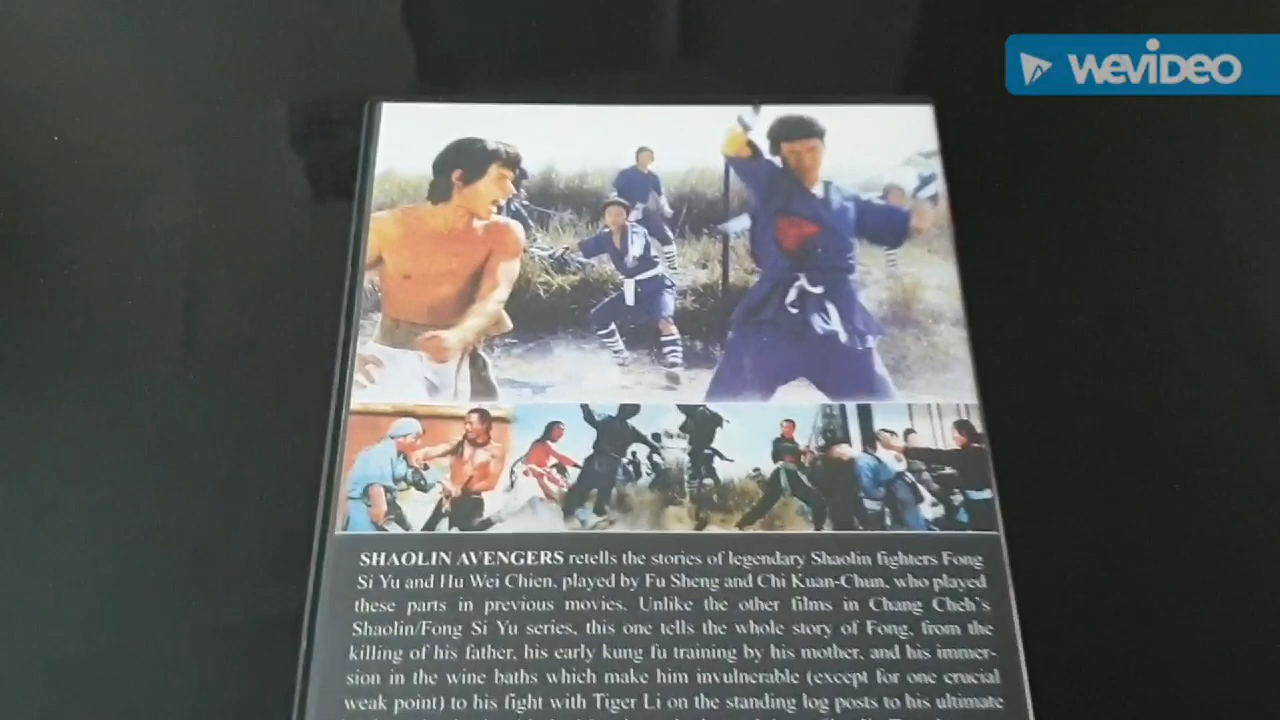 WEVIDEO
SHAOLIN AVENGERS retells the stories of legendary Shaolin fighters Fong
Si Yu and Hu Wei Chien, played by Fu Sheng and Chi Kuan-Chun, who played
these parts in previous movies. Unlike the other films in Chang Cheh's
Shaolin/Fong Si Yu series, this one tells the whole story of Fong, from the
killing of his father, his early kung fu training by his mother, and his immer-
sion in the wine baths which make him invulnerable (except for one crucial
weak point) to his fight with Tiger Li on the standing log posts to his ultimate